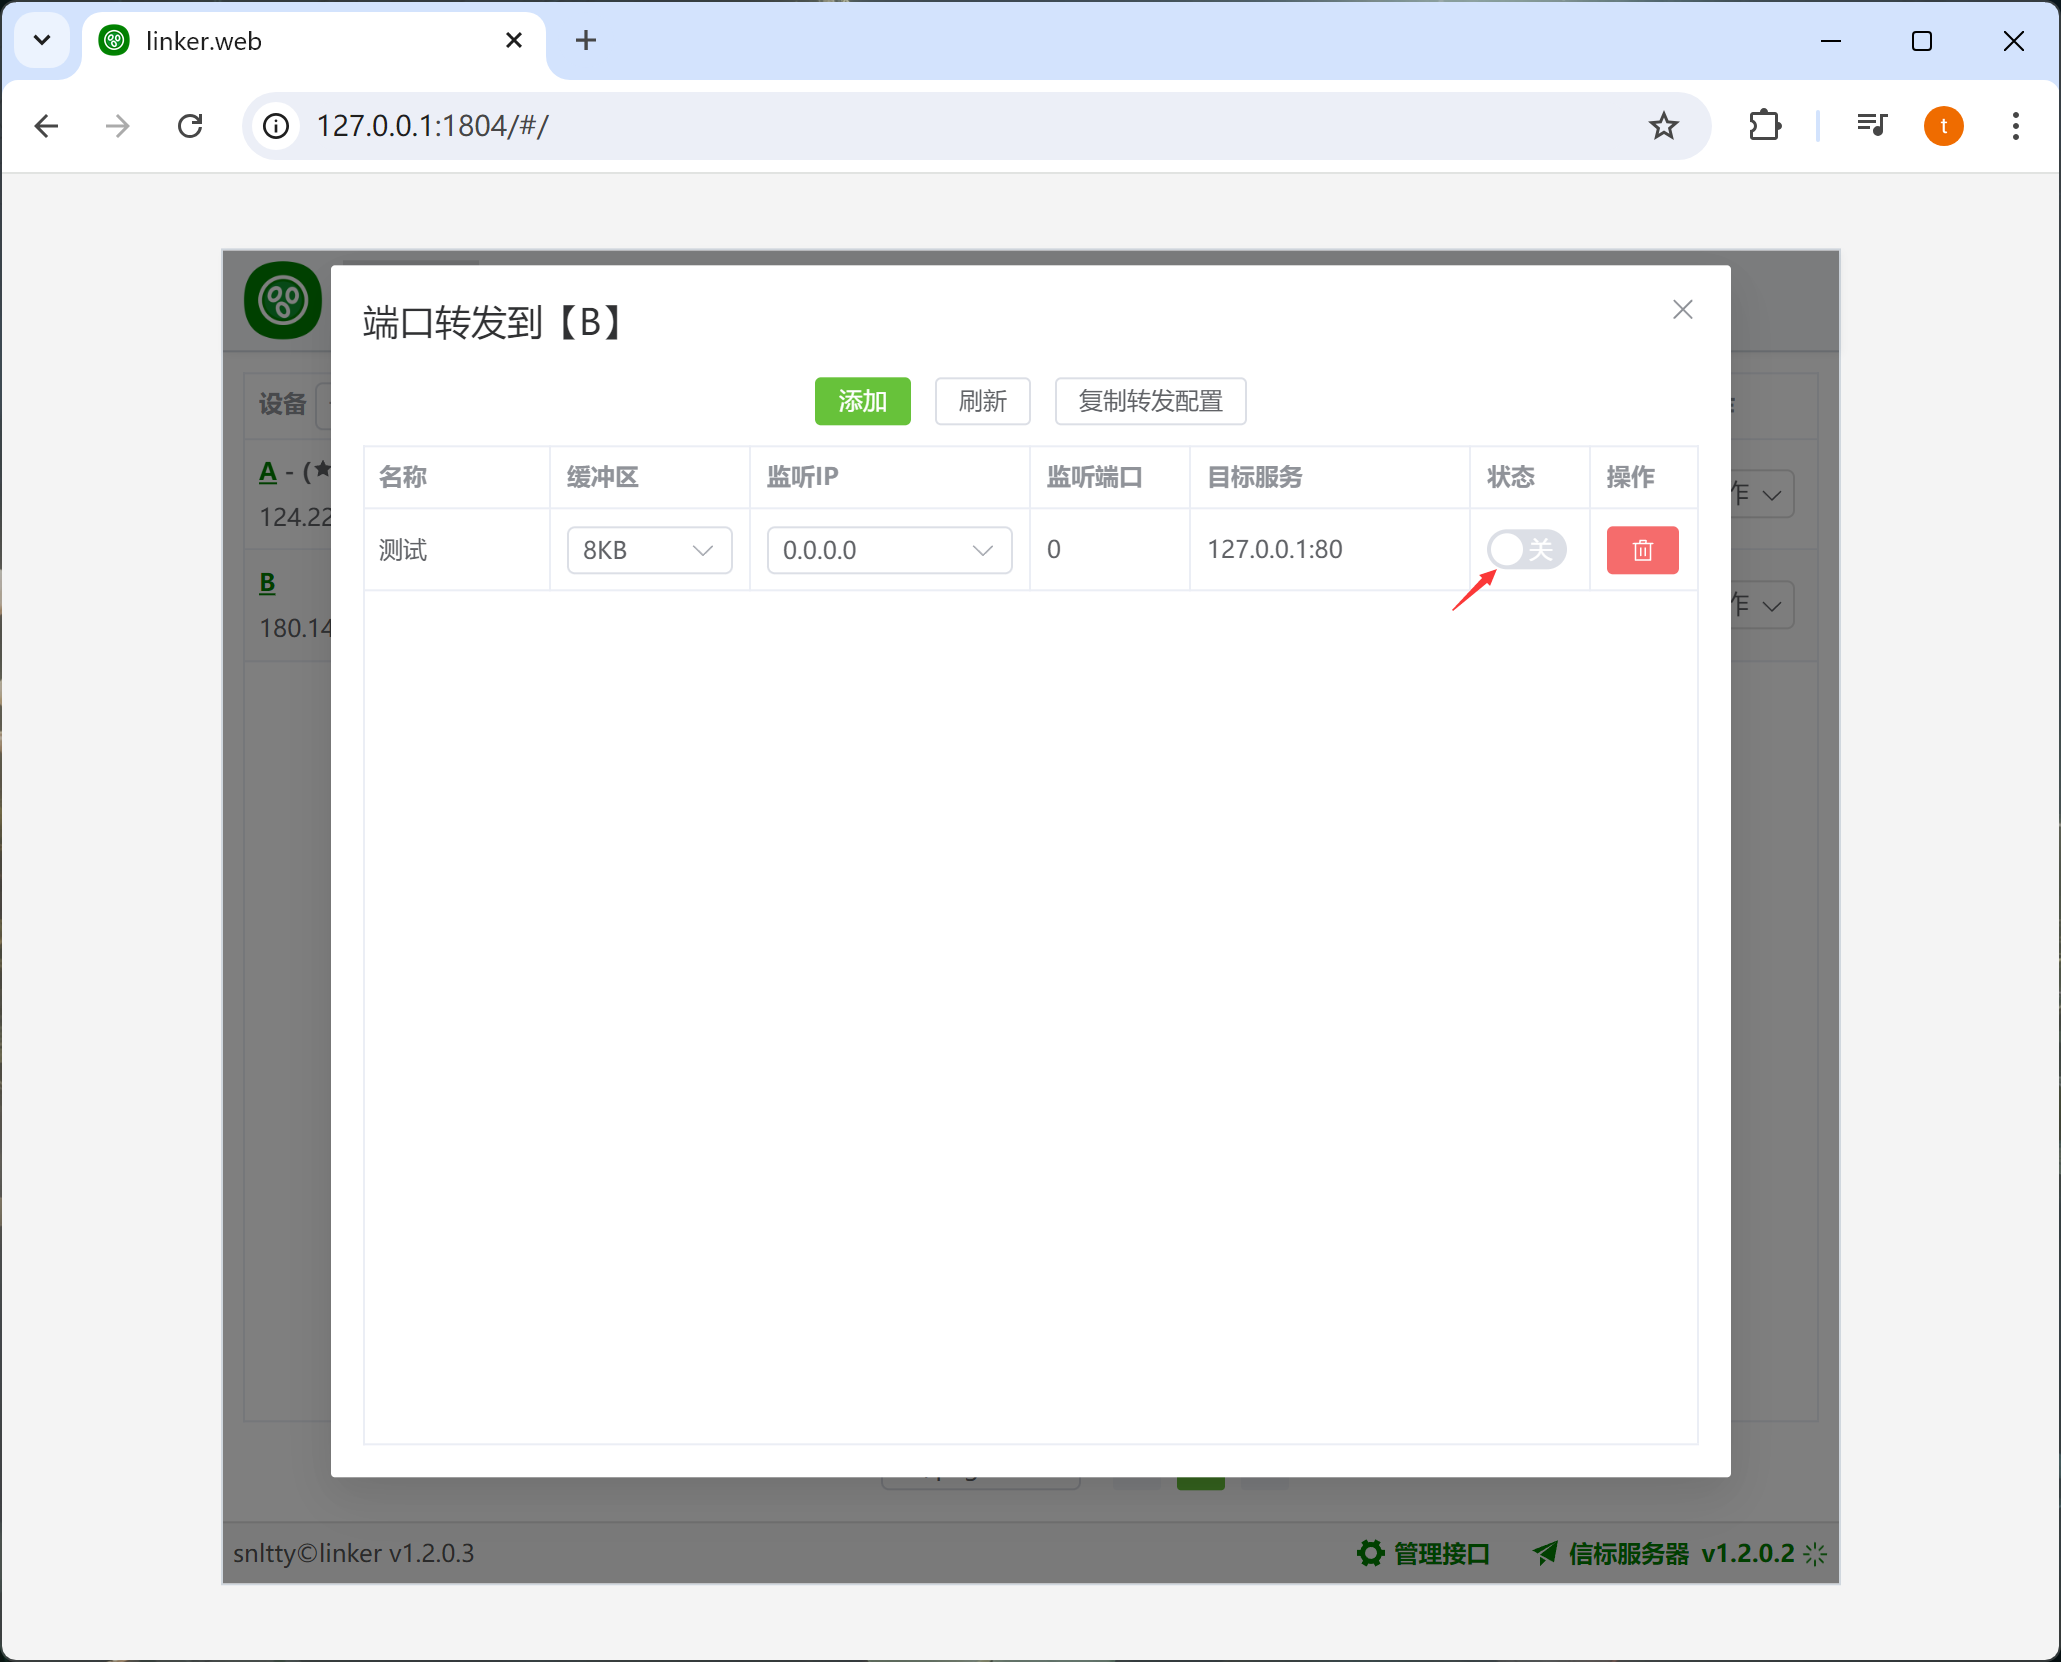 linker.web
127.0.0.1:1804/#/
t
端口转发到【B】
添加 刷新 复制转发配置
设备
名称 缓冲区 监听IP 监听端口 目标服务 状态 操作
测试 8KB 0.0.0.0 0 127.0.0.1:80 关
A - (★
124.22
作
B
180.14
作
snltty©linker v1.2.0.3
管理接口 信标服务器 v1.2.0.2